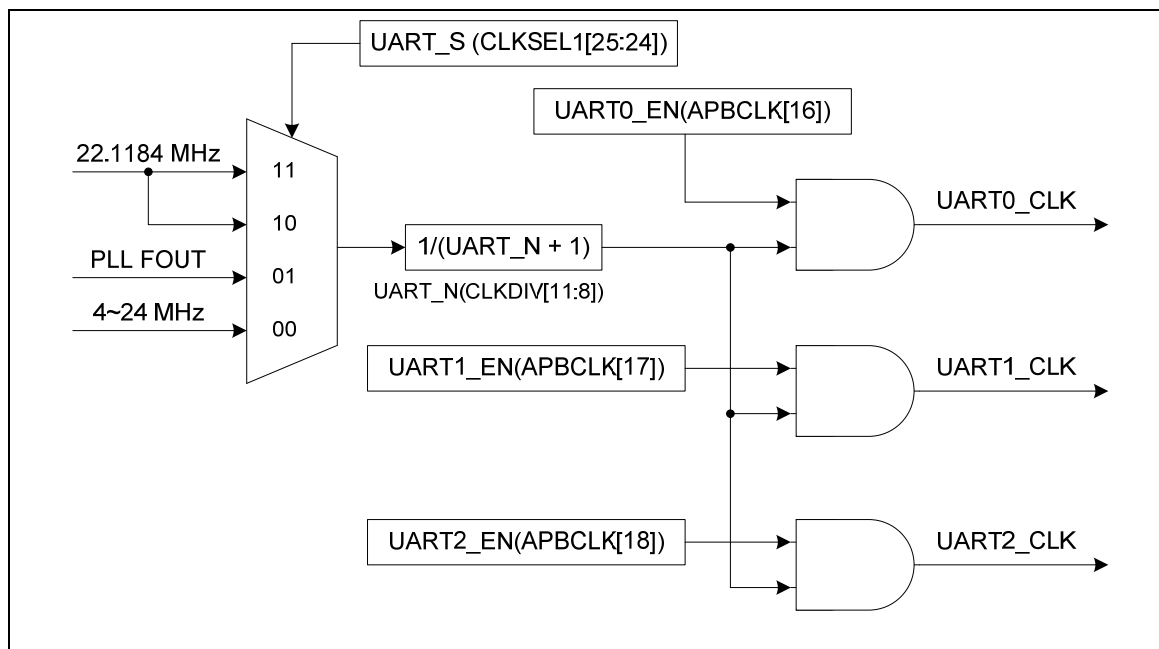 UART_S (CLKSEL1[25:24])
UART0_EN(APBCLK[16])
22.1184 MHz
11
10
PLL FOUT
01
4~24 MHz
00
1/(UART_N + 1)
UART_N(CLKDIV[11:8])
UART0_CLK
UART1_EN(APBCLK[17])
UART1_CLK
UART2_EN(APBCLK[18])
UART2_CLK